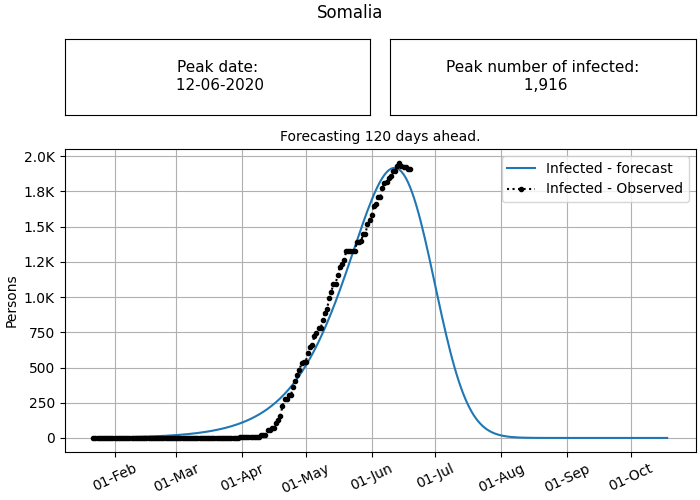 Somalia
Peak date:
12-06-2020
Peak number of infected:
1,916
Forecasting 120 days ahead.
Infected - forecast
Infected - Observed
Persons
2.0K
1.8K
1.5K
1.2K
1.0K
750
500
250
0
01-Feb
01-Mar
01-Apr
01-May
01-Jun
01-Jul
01-Aug
01-Sep
01-Oct